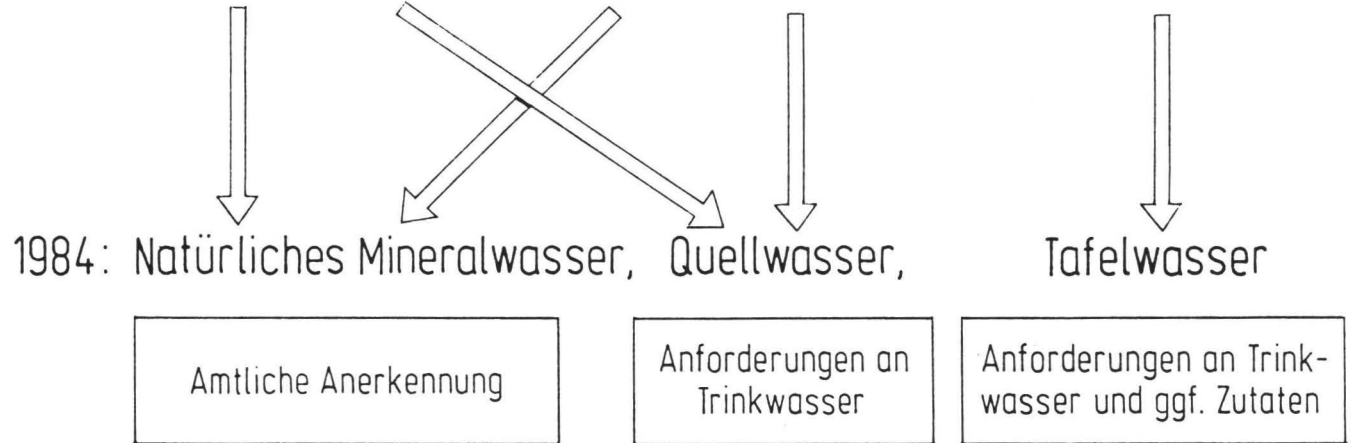 1984: Natürliches Mineralwasser, Quellwasser, Tafelwasser
Amtliche Anerkennung
Anforderungen an
Trinkwasser
Anforderungen an Trink-
wasser und ggf. Zutaten